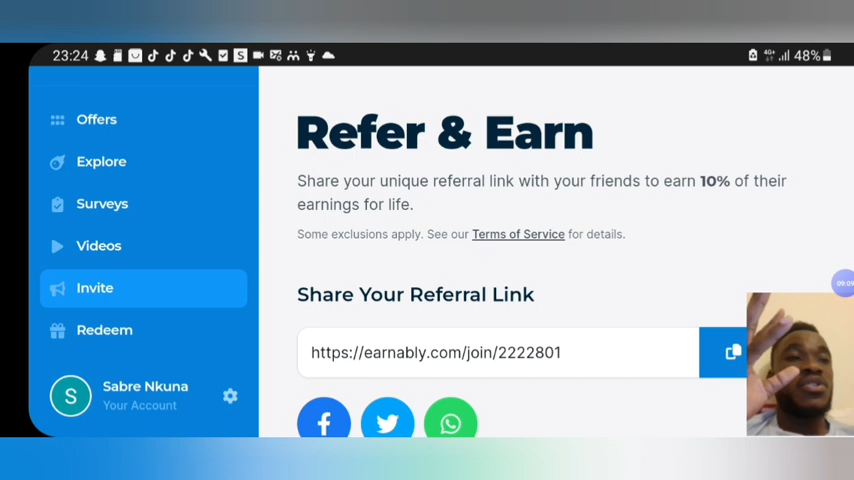 23:24
48%
Offers
Explore
Surveys
Videos
Invite
Redeem
S
Sabre Nkuna
Your Account
Refer & Earn
Share your unique referral link with your friends to earn 10% of their
earnings for life.
Some exclusions apply. See our Terms of Service for details.
Share Your Referral Link
https://earnably.com/join/2222801
09:09